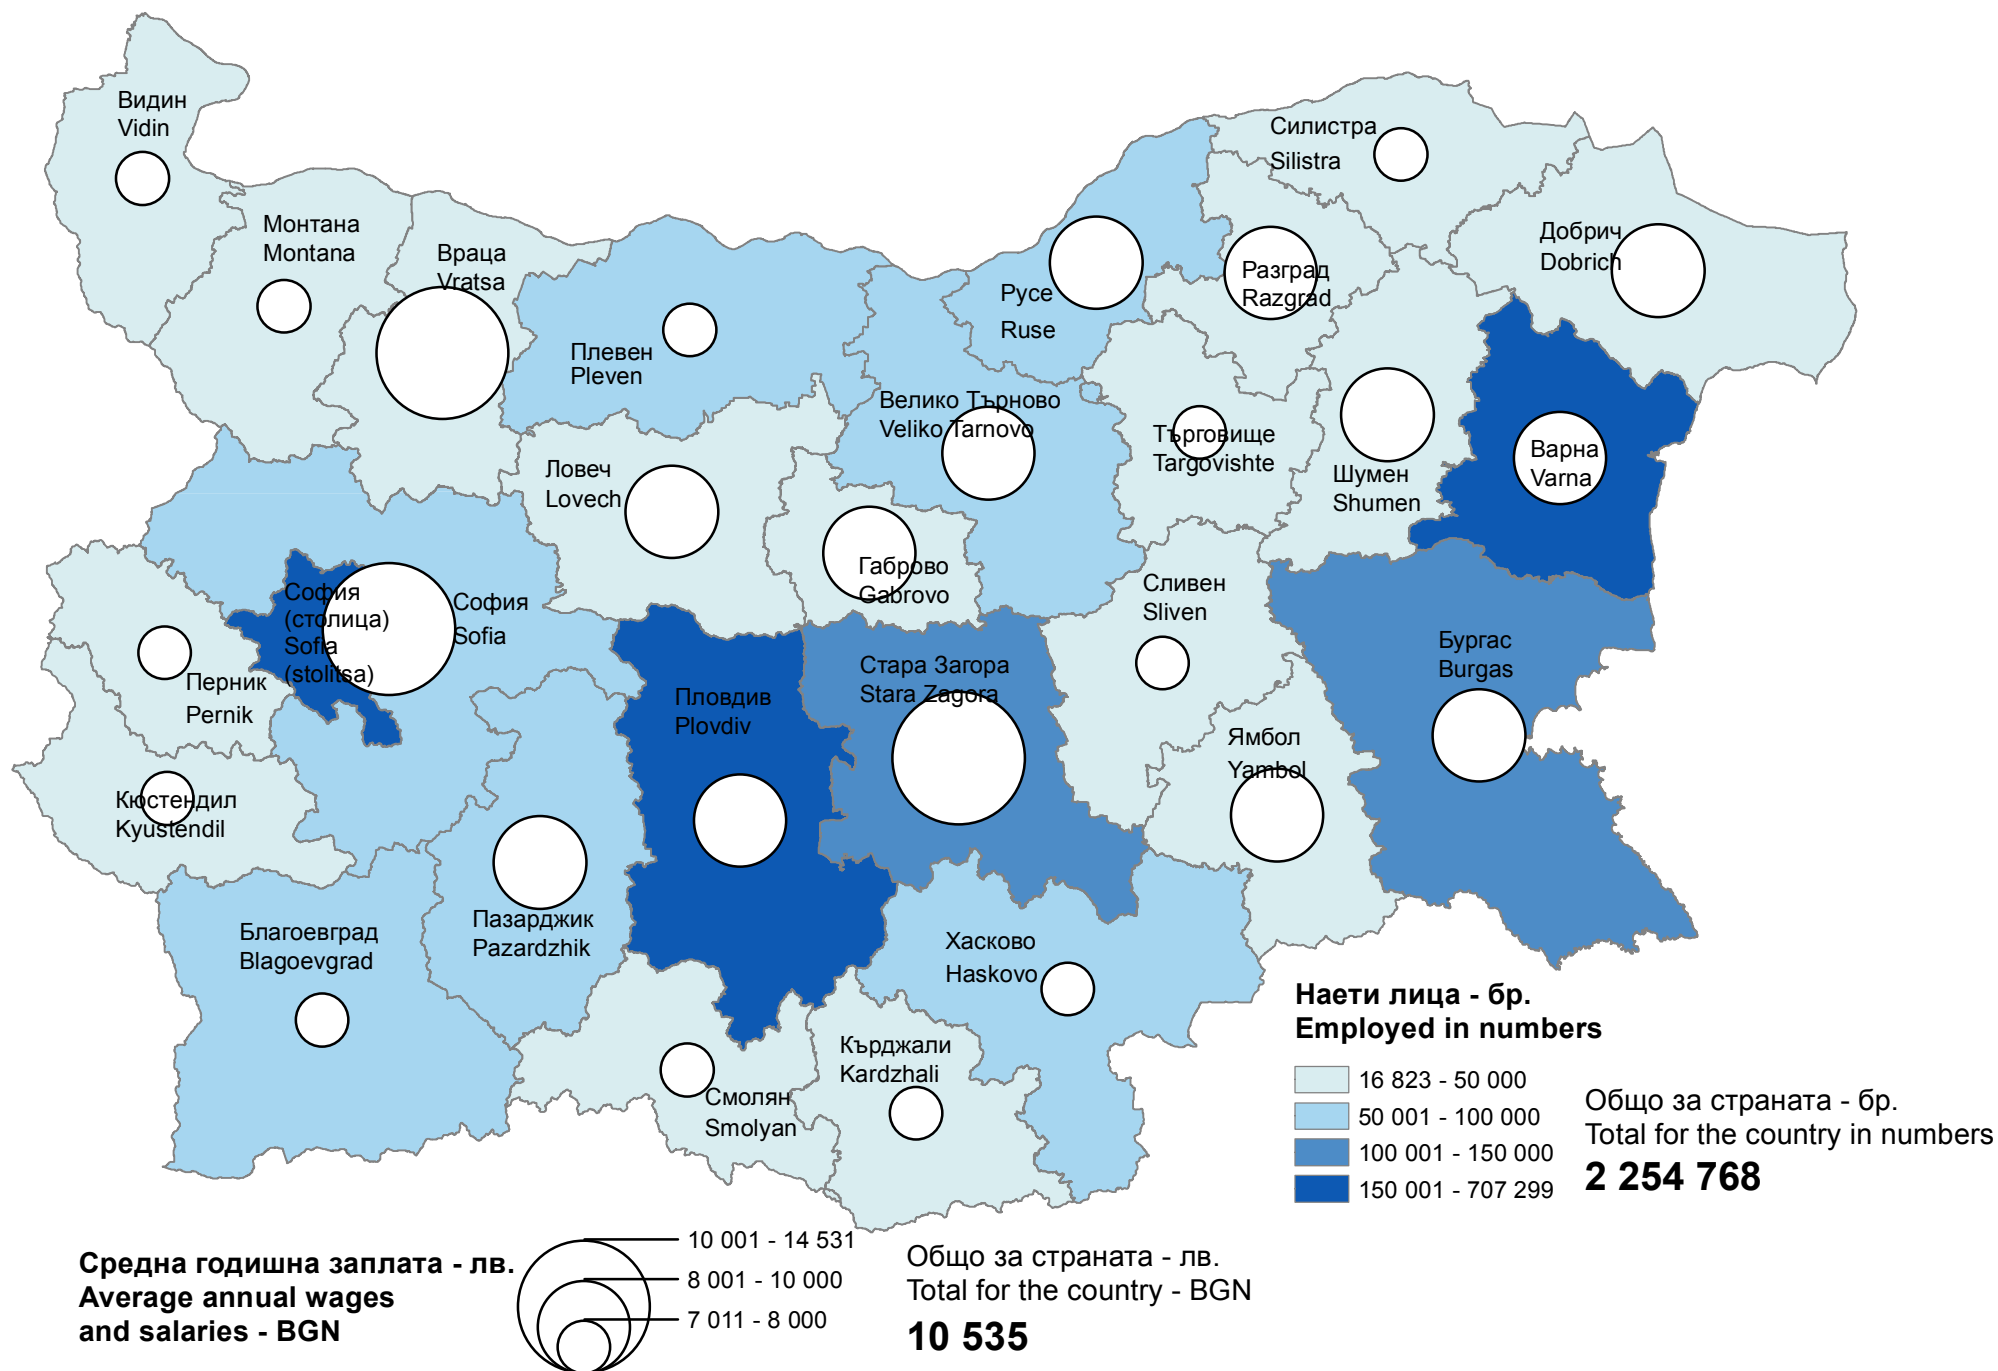 Видин
Vidin
Монтана
Montana
Враца
Vratsa
Плевен
Pleven
Русе
Ruse
Силистра
Silistra
Разград
Razgrad
Добрич
Dobrich
Велико Търново
Veliko Tarnovo
Търговище
Targovishte
Шумен
Shumen
Варна
Varna
Ловеч
Lovech
Габрово
Gabrovo
София
(столица)
Sofia
(stolitsa)
София
Sofia
Перник
Pernik
Кюстендил
Kyustendil
Сливен
Sliven
Бургас
Burgas
Стара Загора
Stara Zagora
Пловдив
Plovdiv
Ямбол
Yambol
Пазарджик
Pazardzhik
Благоевград
Blagoevgrad
Хасково
Haskovo
Смолян
Smolyan
Кърджали
Kardzhali
Наети лица - бр.
Employed in numbers
16 823 - 50 000
50 001 - 100 000
100 001 - 150 000
150 001 - 707 299
Общо за страната - бр.
Total for the country in numbers
2 254 768
Средна годишна заплата - лв.
Average annual wages
and salaries - BGN
10 001 - 14 531
8 001 - 10 000
7 011 - 8 000
Общо за страната - лв.
Total for the country - BGN
10 535